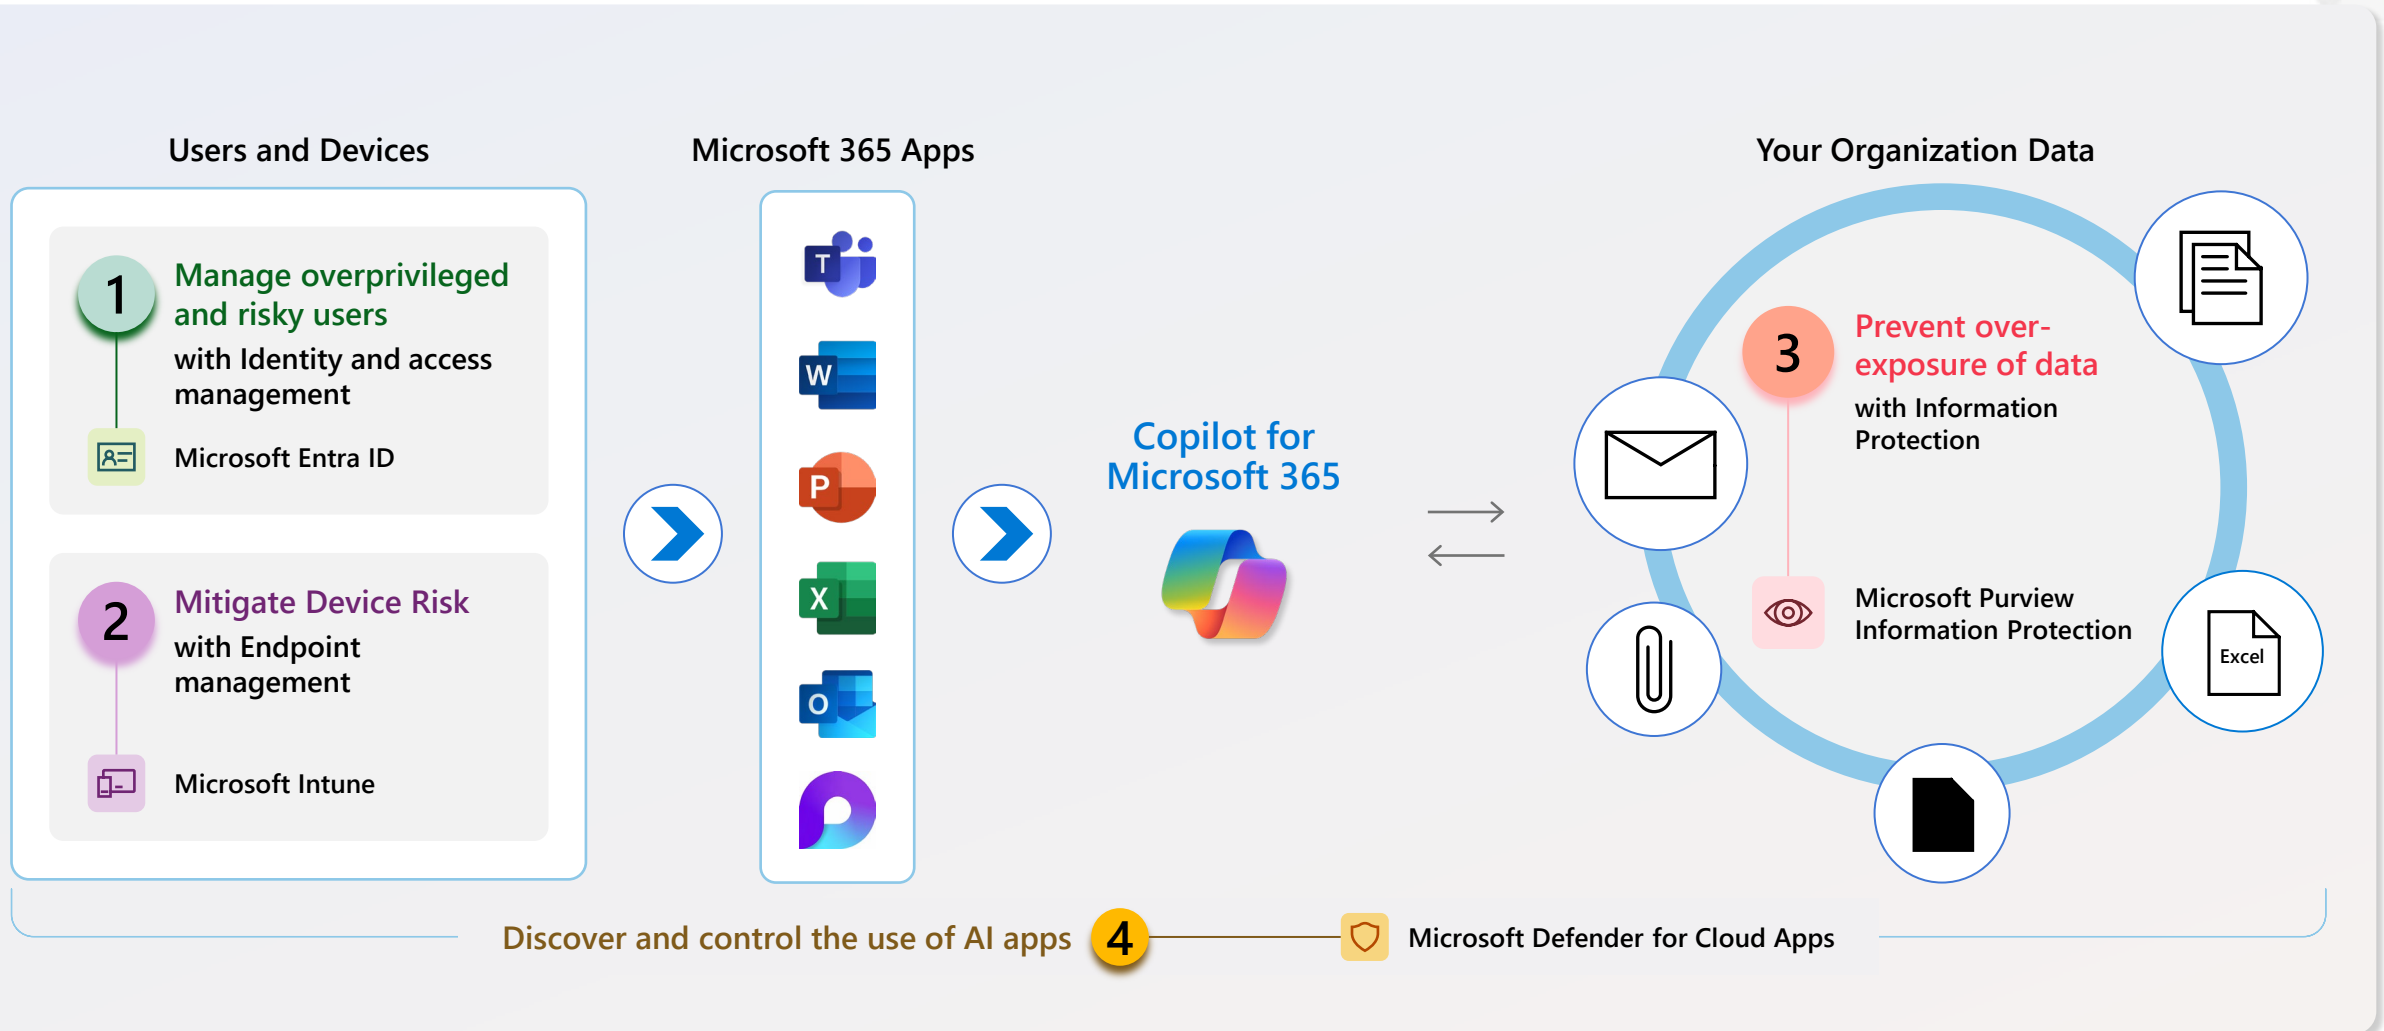 Users and Devices
1
Manage overprivileged
and risky users
with Identity and access
management
Microsoft Entra ID
2
Mitigate Device Risk
with Endpoint
management
Microsoft Intune
Microsoft 365 Apps
T
W
P
X
O
Copilot for
Microsoft 365
Your Organization Data
3
Prevent over-
exposure of data
with Information
Protection
Microsoft Purview
Information Protection
Excel
Discover and control the use of AI apps 4 Microsoft Defender for Cloud Apps